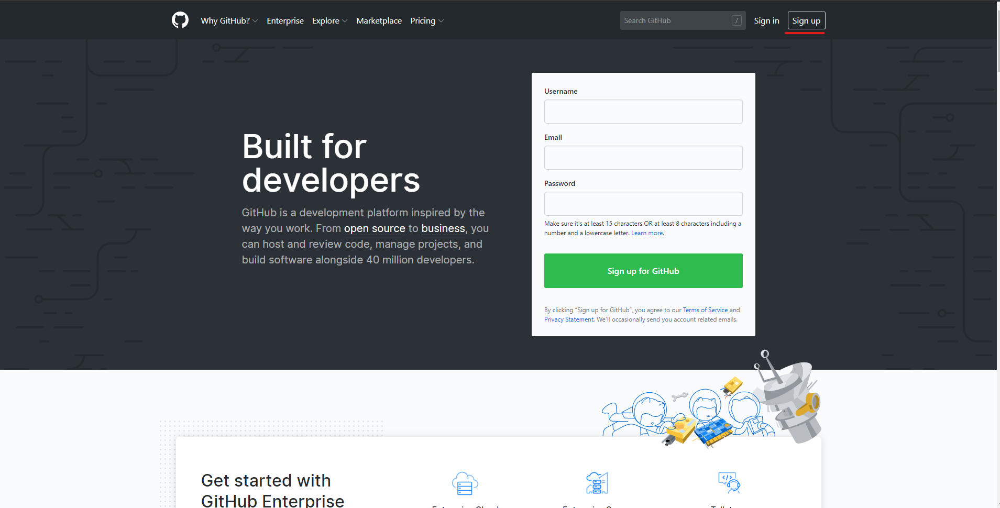 Why GitHub? Enterprise Explore Marketplace Pricing Search GitHub / Sign in Sign up
Built for
developers
GitHub is a development platform inspired by the
way you work. From open source to business, you
can host and review code, manage projects, and
build software alongside 40 million developers.
Username
Email
Password
Make sure it's at least 15 characters OR at least 8 characters including a
number and a lowercase letter. Learn more.
Sign up for GitHub
By clicking “Sign up for GitHub”, you agree to our Terms of Service and
Privacy Statement. We'll occasionally send you account related emails.
Get started with
GitHub Enterprise